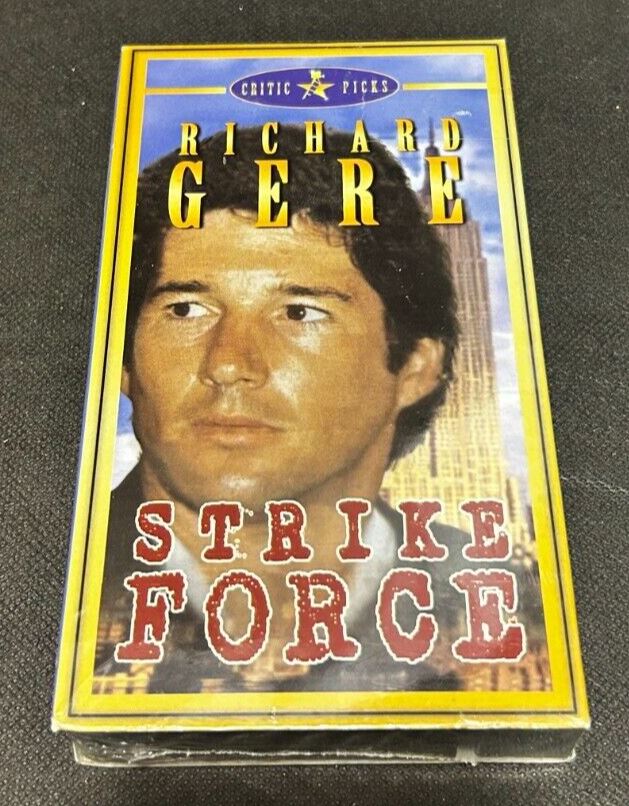 CRITIC PICKS
RICHARD
GERE
STRIKE
FORCE